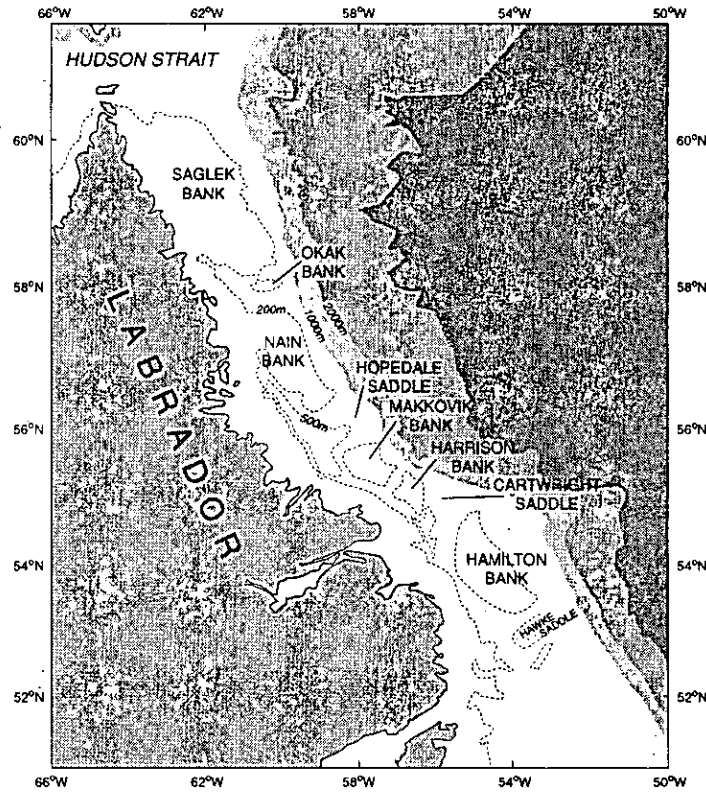 66°W 62°W 58°W 54°W 50°W
HUDSON STRAIT
60°N 60°N
SAGLEK
BANK
OKAK
BANK
58°N 58°N
200m
1000m
2000m
NAIN
BANK
HOPEDALE
SADDLE
MAKKOVIK
BANK
500m
56°N 56°N
HARRISON
BANK
CARTWRIGHT
SADDLE
LABRADOR
54°N 54°N
HAMILTON
BANK
HAWKE
SADDLE
52°N 52°N
66°W 62°W 58°W 54°W 50°W